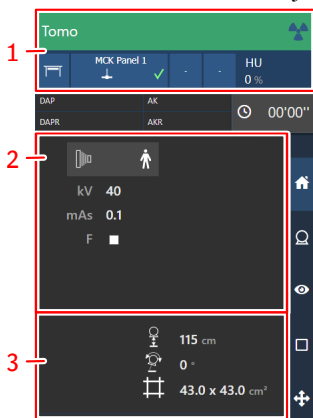 Tomo
1
MCK Panel 1
- -
HU
0 %
DAP AK
DAPR AKR
00'00''
2
kV 40
mAs 0.1
F
3
115 cm
0 °
43.0 x 43.0 cm²